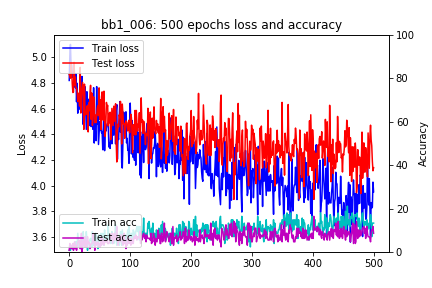 bb1_006: 500 epochs loss and accuracy
Train loss
Test loss
Train acc
Test acc
Loss
5.0
4.8
4.6
4.4
4.2
4.0
3.8
3.6
100
80
60
40
20
0
Accuracy
0 100 200 300 400 500